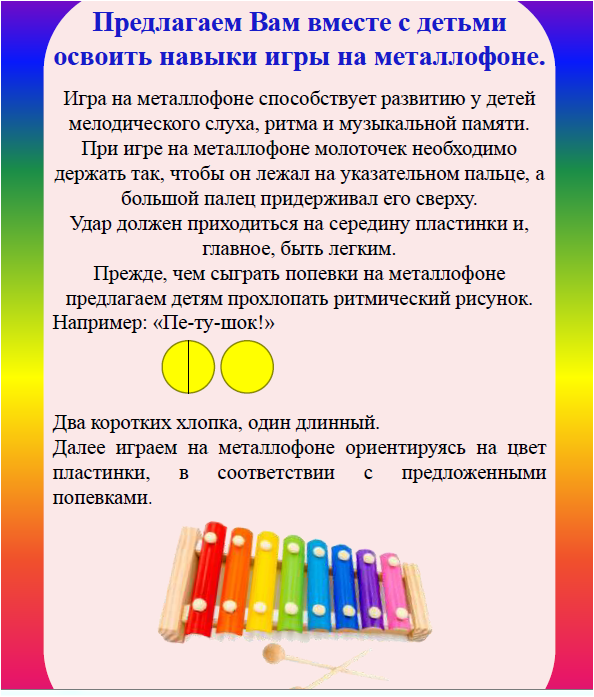 Предлагаем Вам вместе с детьми
освоить навыки игры на металлофоне.
Игра на металлофоне способствует развитию у детей
мелодического слуха, ритма и музыкальной памяти.
При игре на металлофоне молоточек необходимо
держать так, чтобы он лежал на указательном пальце, а
большой палец придерживал его сверху.
Удар должен приходиться на середину пластинки и,
главное, быть легким.
Прежде, чем сыграть попевки на металлофоне
предлагаем детям прохлопать ритмический рисунок.
Например: «Пе-ту-шок!»
Два коротких хлопка, один длинный.
Далее играем на металлофоне ориентируясь на цвет
пластинки, в соответствии с предложенными
попевками.